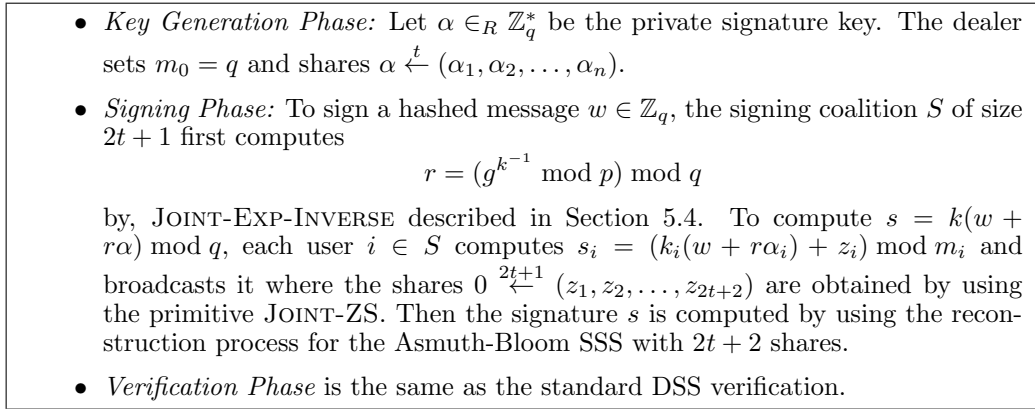 • Key Generation Phase: Let α ∈_R ℤ*_q be the private signature key. The dealer
sets m_0 = q and shares α ←^t (α_1, α_2, . . . , α_n).
• Signing Phase: To sign a hashed message w ∈ ℤ_q, the signing coalition S of size
2t + 1 first computes
r = (g^{k^{-1}} mod p) mod q
by, JOINT-EXP-INVERSE described in Section 5.4. To compute s = k(w +
rα) mod q, each user i ∈ S computes s_i = (k_i(w + rα_i) + z_i) mod m_i and
broadcasts it where the shares 0 ←^{2t+1} (z_1, z_2, . . . , z_{2t+2}) are obtained by using
the primitive JOINT-ZS. Then the signature s is computed by using the recon-
struction process for the Asmuth-Bloom SSS with 2t + 2 shares.
• Verification Phase is the same as the standard DSS verification.